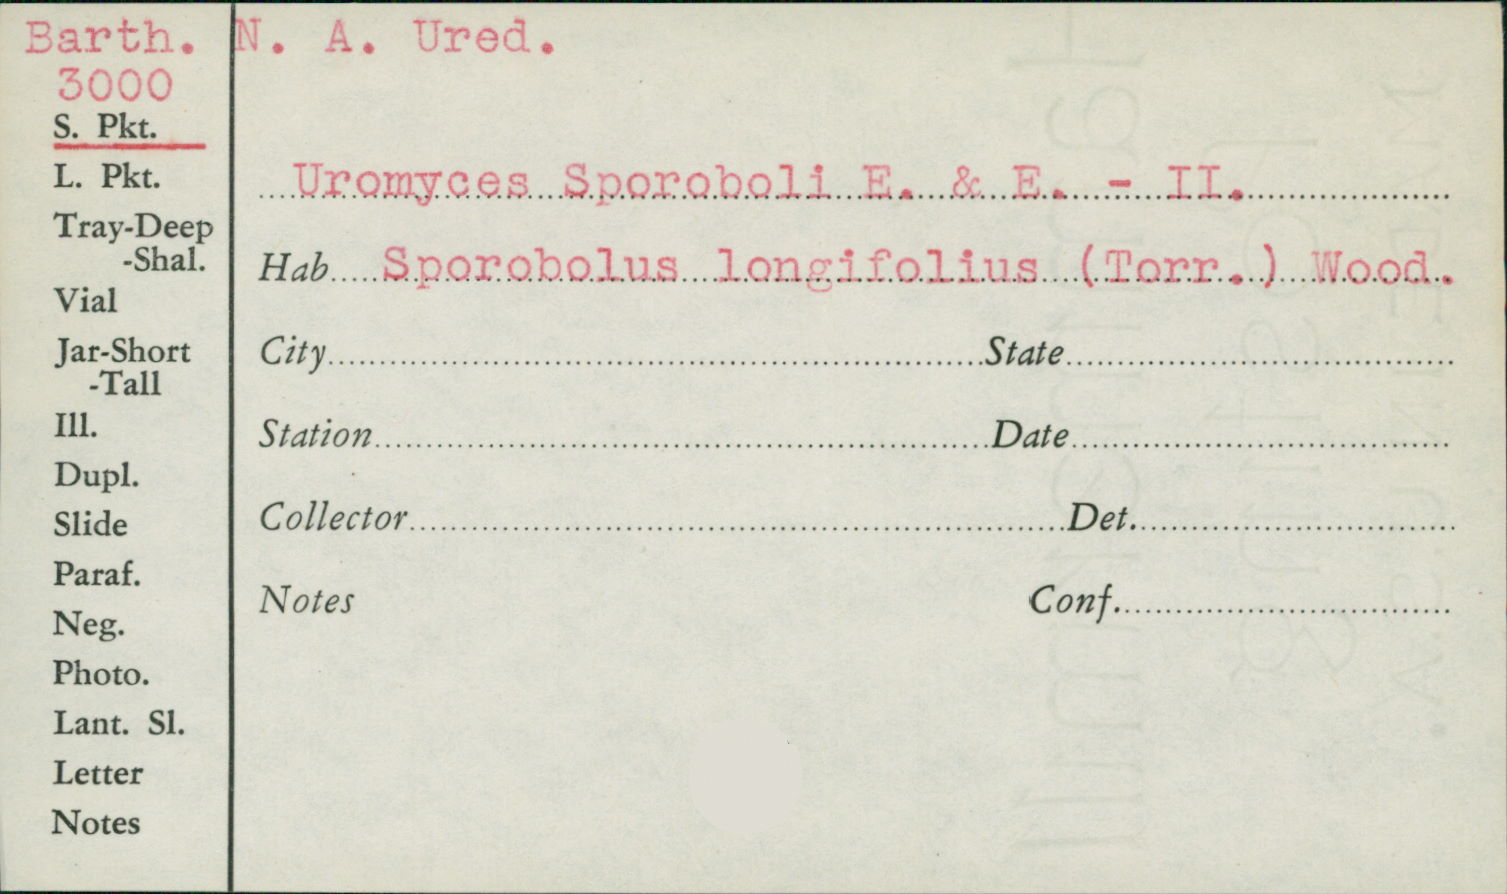 Barth. N. A. Ured.
3000
S. Pkt.
L. Pkt.
Tray-Deep
-Shal.
Vial
Jar-Short
-Tall
Ill.
Dupl.
Slide
Paraf.
Neg.
Photo.
Lant. Sl.
Letter
Notes
Uromyces Sporoboli E. & E. - II.
Hab Sporobolus longifolius (Torr.) Wood.
City State
Station Date
Collector Det.
Notes Conf.